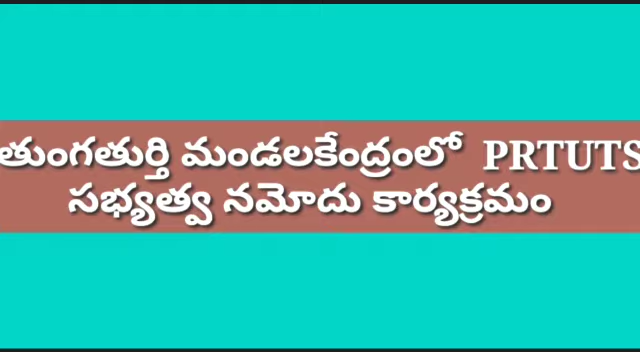 తుంగతుర్తి మండలకేంద్రంలో PRTUTS
సభ్యత్వ నమోదు కార్యక్రమం